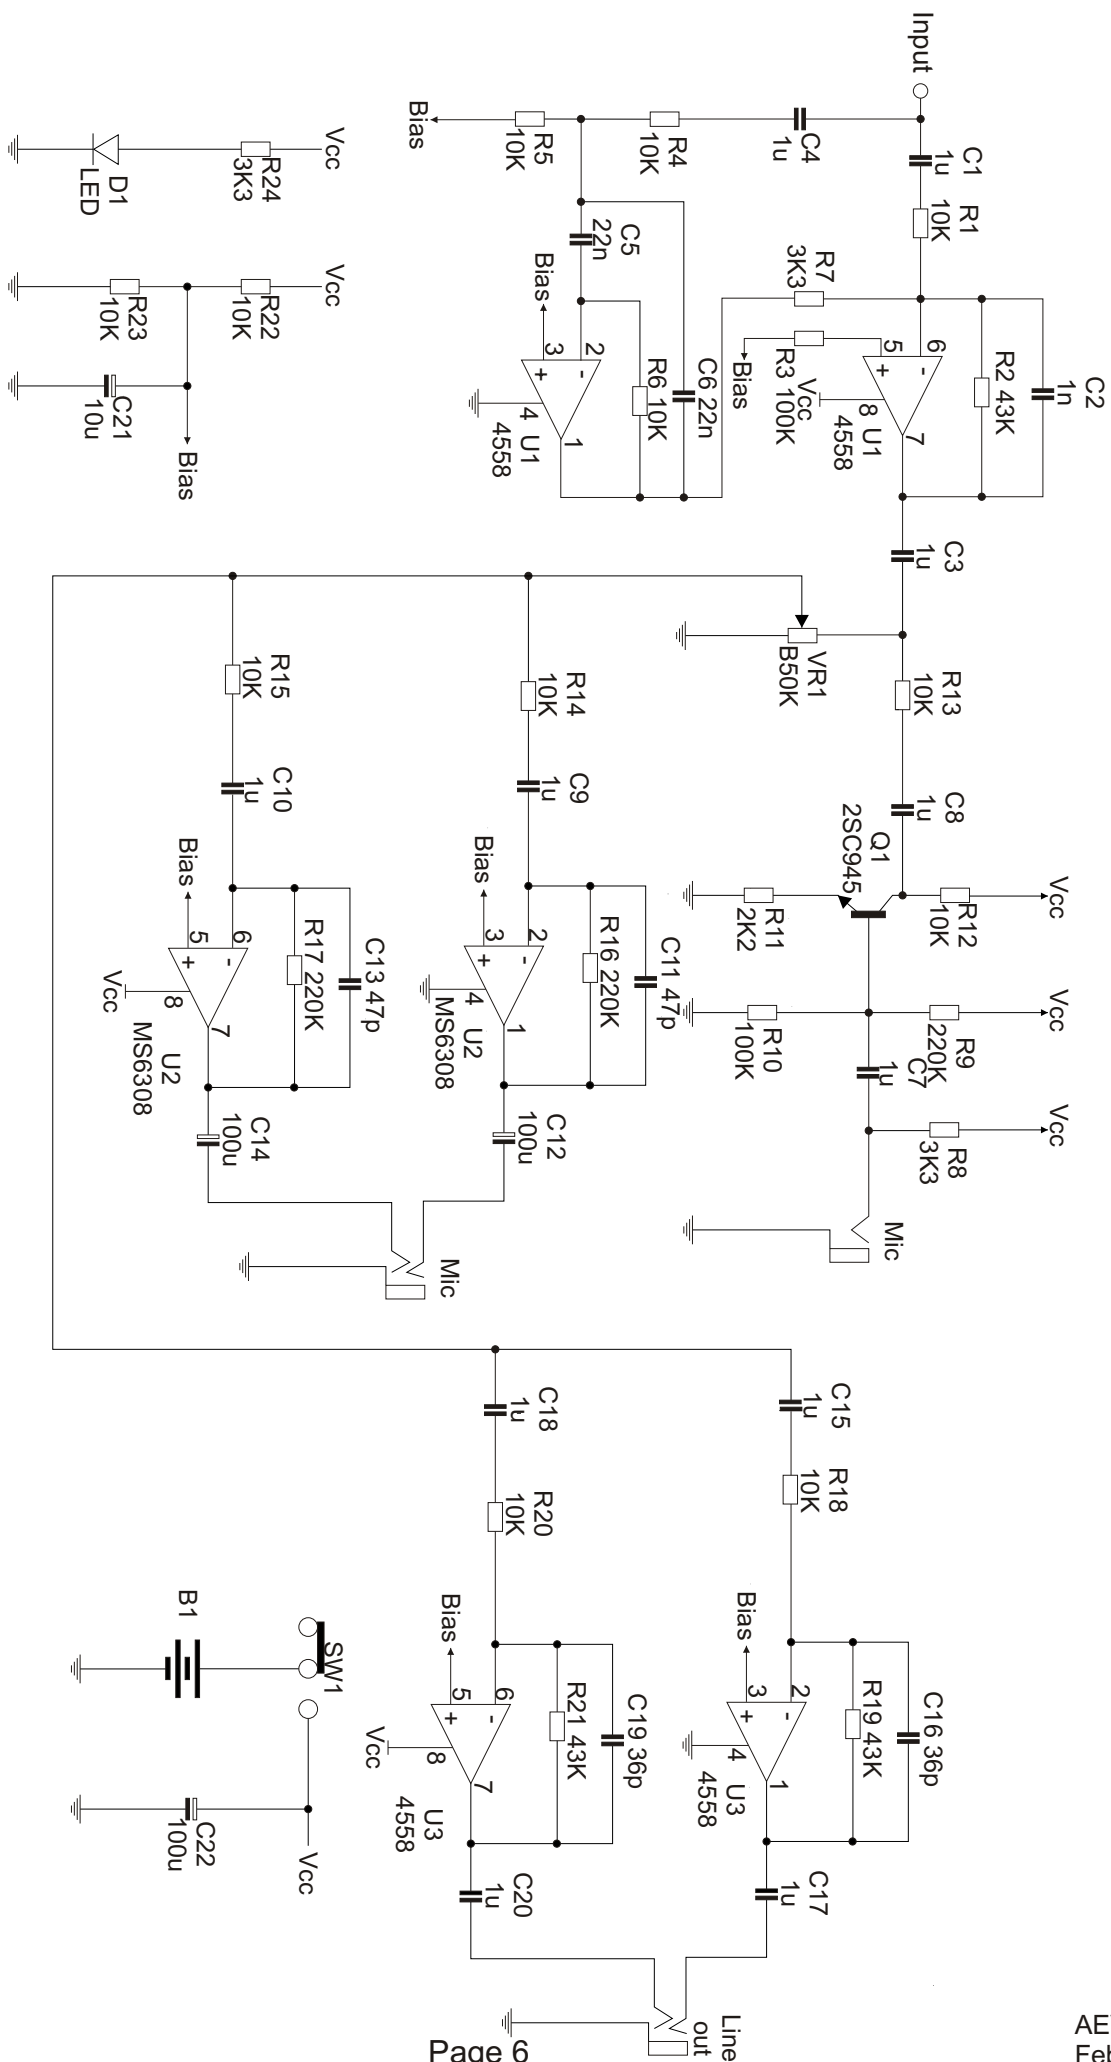 Input
C1
1u
R1
10K
C2
1n
R2 43K
6
5
7
8
U1
4558
Vcc
R3 100K
Bias
R7
3K3
C4
1u
R4
10K
R5
10K
Bias
C5
22n
Bias
2
3
1
4
U1
4558
R6 10K
C6 22n
C3
1u
VR1
B50K
R13
10K
C8
1u
Q1
2SC945
Vcc
R12
10K
R11
2K2
Vcc
R9
220K
R10
100K
C7
1u
Vcc
R8
3K3
Mic
R14
10K
C9
1u
Bias
2
3
1
4
U2
MS6308
R16 220K
C11 47p
C12
100u
R15
10K
C10
1u
Bias
6
5
7
8
Vcc
U2
MS6308
R17 220K
C13 47p
C14
100u
Mic
C15
1u
R18
10K
Bias
2
3
1
4
U3
4558
R19 43K
C16 36p
C17
1u
C18
1u
R20
10K
Bias
6
5
7
8
Vcc
U3
4558
R21 43K
C19 36p
C20
1u
Line
out
Vcc
R24
3K3
D1
LED
Vcc
R22
10K
R23
10K
C21
10u
Bias
B1
SW1
C22
100u
Vcc
Page 6
AE
Feb